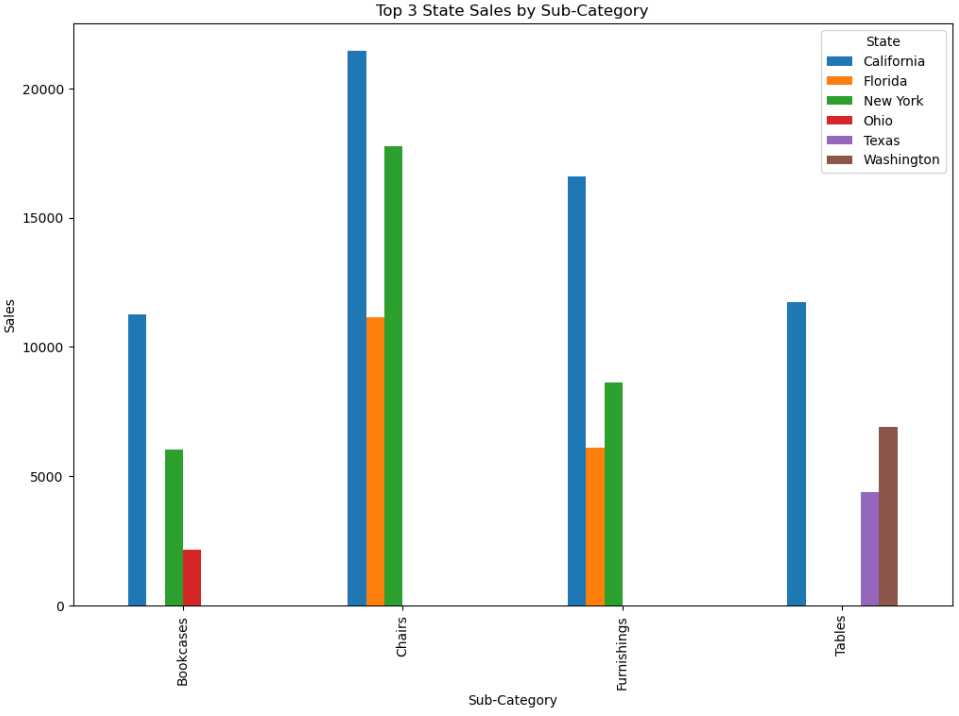 Top 3 State Sales by Sub-Category
State
California
Florida
New York
Ohio
Texas
Washington
Sales
20000
15000
10000
5000
0
Bookcases
Chairs
Furnishings
Tables
Sub-Category